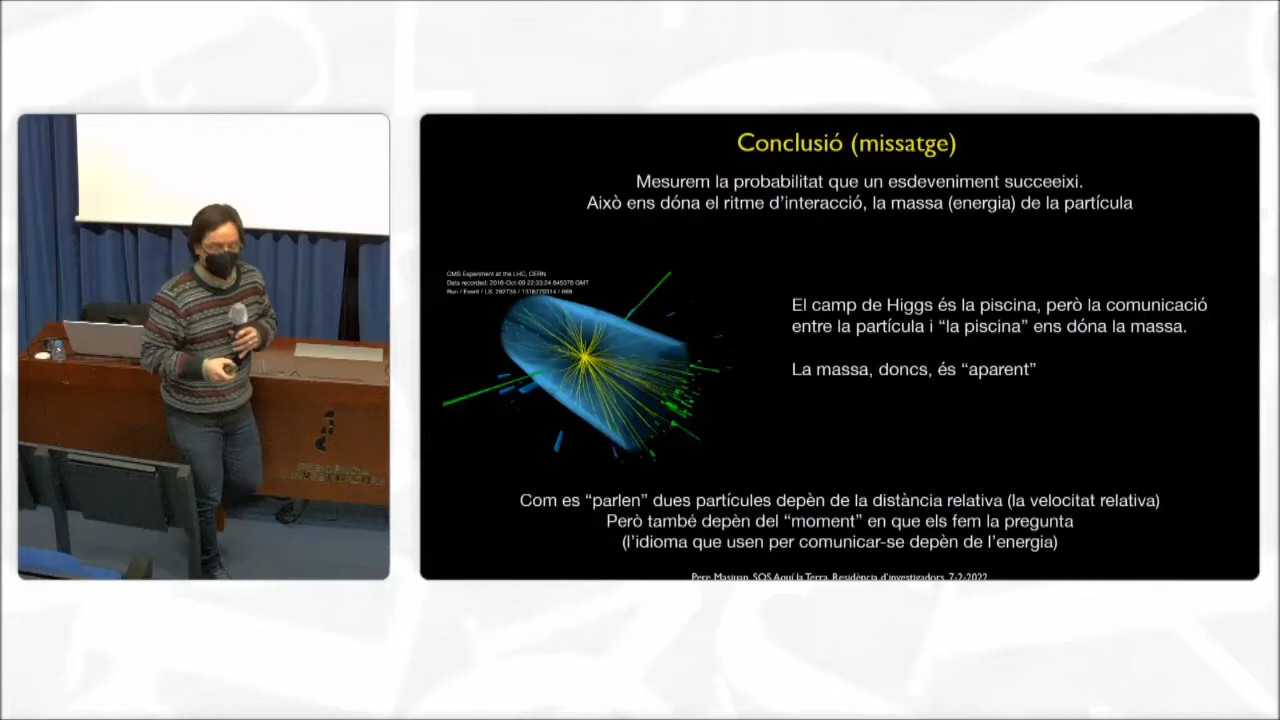 Conclusió (missatge)
Mesurem la probabilitat que un esdeveniment succeeixi.
Això ens dóna el ritme d'interacció, la massa (energia) de la partícula
CMS Experiment at the LHC, CERN
Data recorded: 2016-Oct-09 22:33:24 645376 GMT
Run / Event / LS:
El camp de Higgs és la piscina, però la comunicació
entre la partícula i “la piscina” ens dóna la massa.
La massa, doncs, és “aparent”
Com es “parlen” dues partícules depèn de la distància relativa (la velocitat relativa)
Però també depèn del “moment” en que els fem la pregunta
(l'idioma que usen per comunicar-se depèn de l'energia)
Pere Masjuan, SOS Aquí la Terra, Residència d'investigadors, 7-2-2022
RESIDÈNCIA